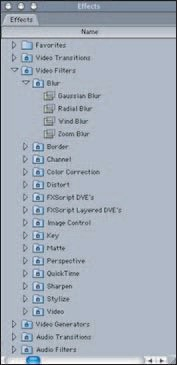 Effects
Effects
Name
Favorites
Video Transitions
Video Filters
Blur
Gaussian Blur
Radial Blur
Wind Blur
Zoom Blur
Border
Channel
Color Correction
Distort
FXScript DVE's
FXScript Layered DVE's
Image Control
Key
Matte
Perspective
QuickTime
Sharpen
Stylize
Video
Video Generators
Audio Transitions
Audio Filters